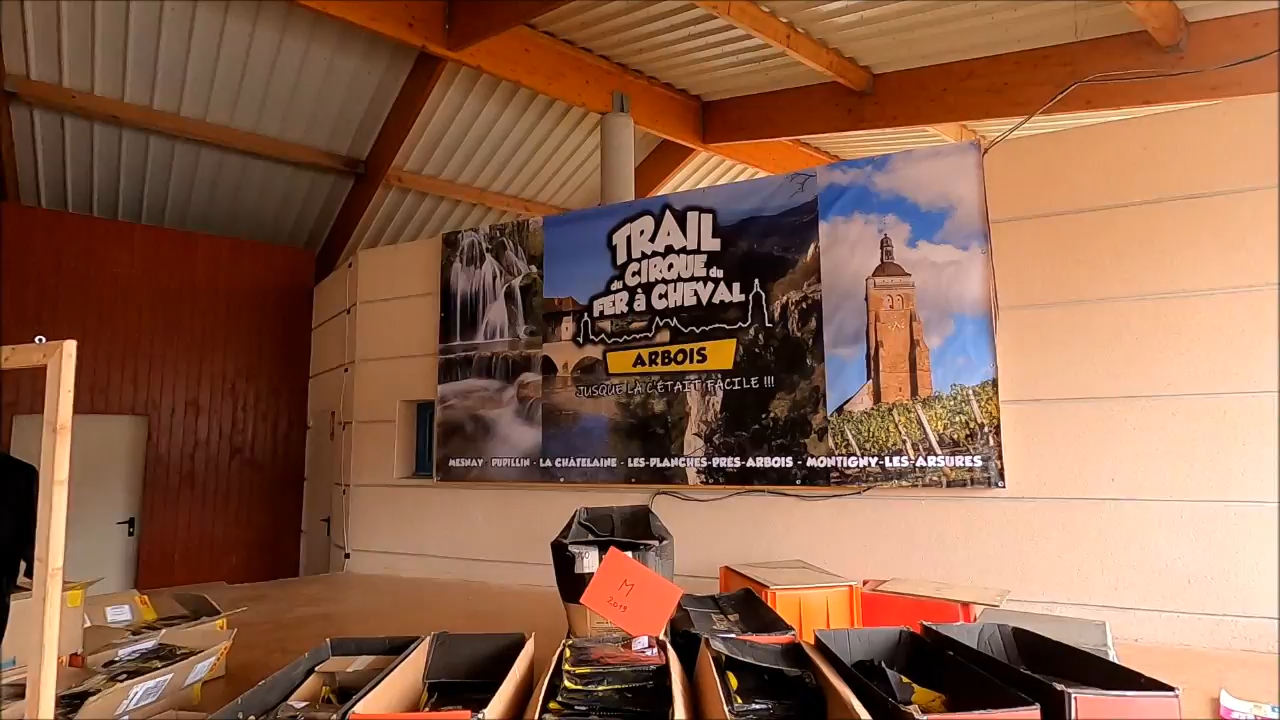 TRAIL
du CIRQUE du
FER à CHEVAL
ARBOIS
JUSQUE LÀ C'ÉTAIT FACILE !!!
MESNAY - PUPILLIN - LA CHÂTELAINE - LES-PLANCHES-PRÈS-ARBOIS - MONTIGNY-LES-ARSURES
M
2019